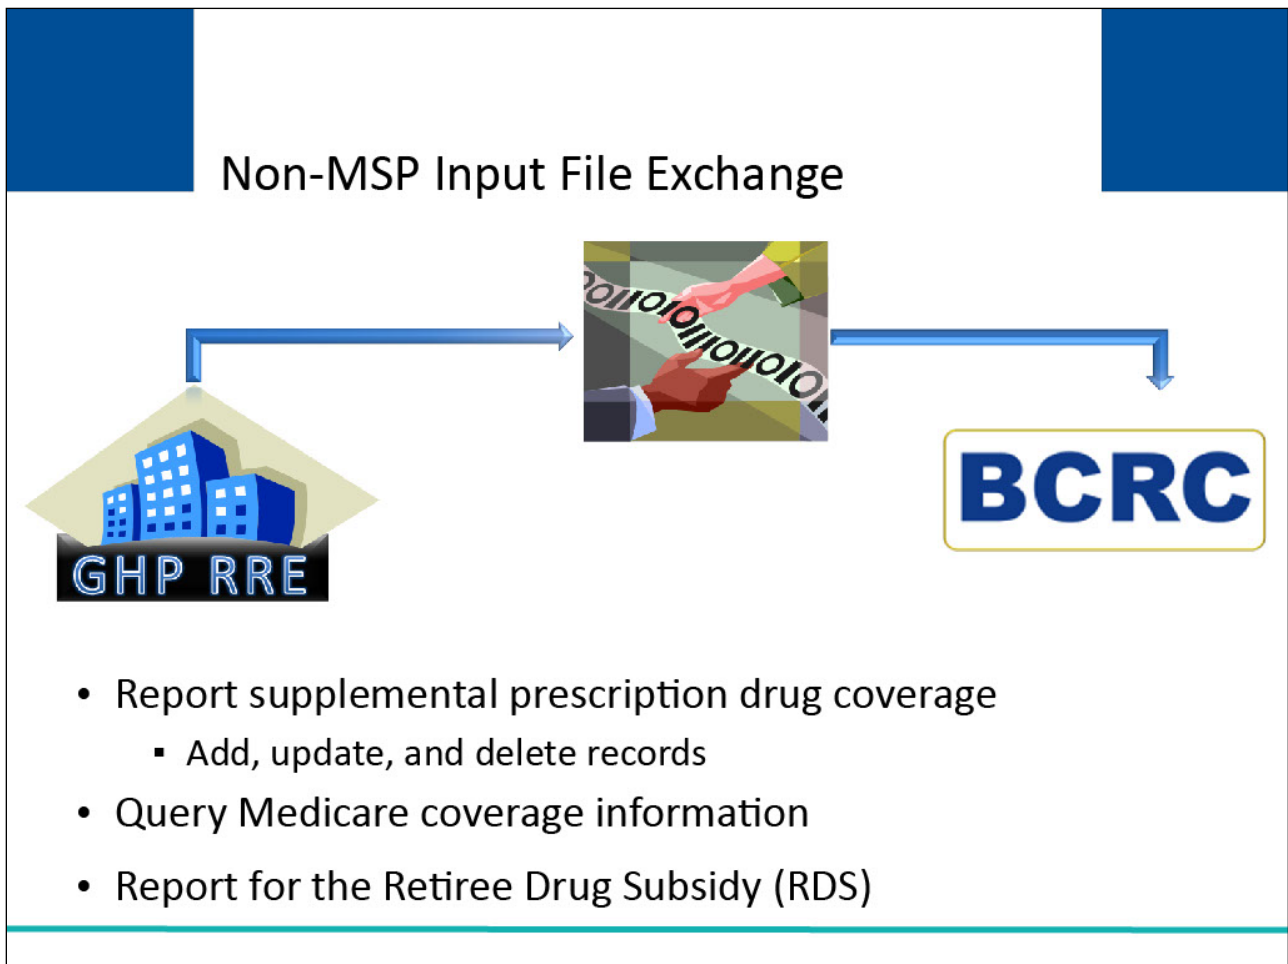 Non-MSP Input File Exchange
GHP RRE
BCRC
• Report supplemental prescription drug coverage
▪ Add, update, and delete records
• Query Medicare coverage information
• Report for the Retiree Drug Subsidy (RDS)